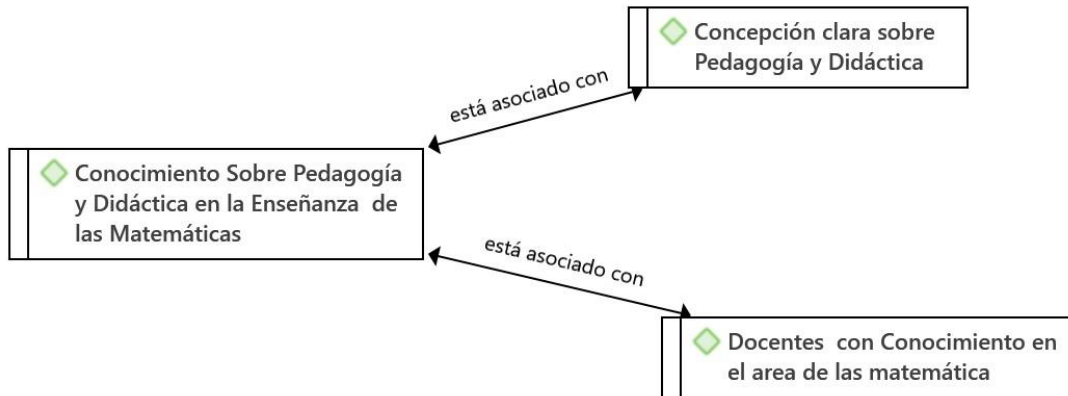 Concepción clara sobre
Pedagogía y Didáctica
está asociado con
Conocimiento Sobre Pedagogía
y Didáctica en la Enseñanza de
las Matemáticas
está asociado con
Docentes con Conocimiento en
el area de las matemática